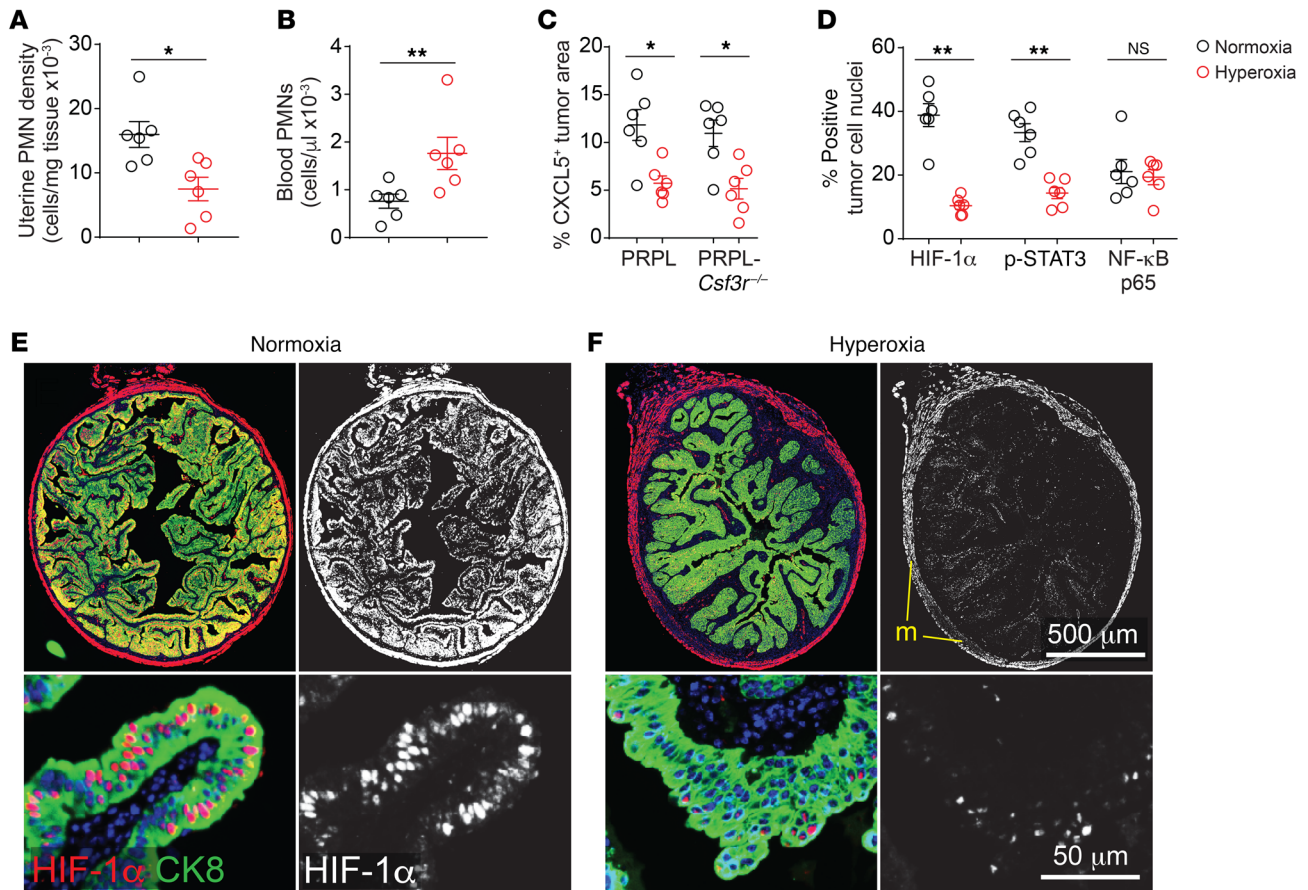 A
Uterine PMN density
(cells/mg tissue x10⁻³)
30
20
10
0
*
B
Blood PMNs
(cells/μl x10⁻³)
4
3
2
1
0
**
C
% CXCL5⁺ tumor area
20
15
10
5
0
*
*
PRPL
PRPL-
Csf3r⁻/⁻
D
% Positive
tumor cell nuclei
60
40
20
0
**
**
NS
HIF-1α
p-STAT3
NF-κB
p65
Normoxia
Hyperoxia
E
Normoxia
F
Hyperoxia
m
500 μm
HIF-1α CK8
HIF-1α
50 μm